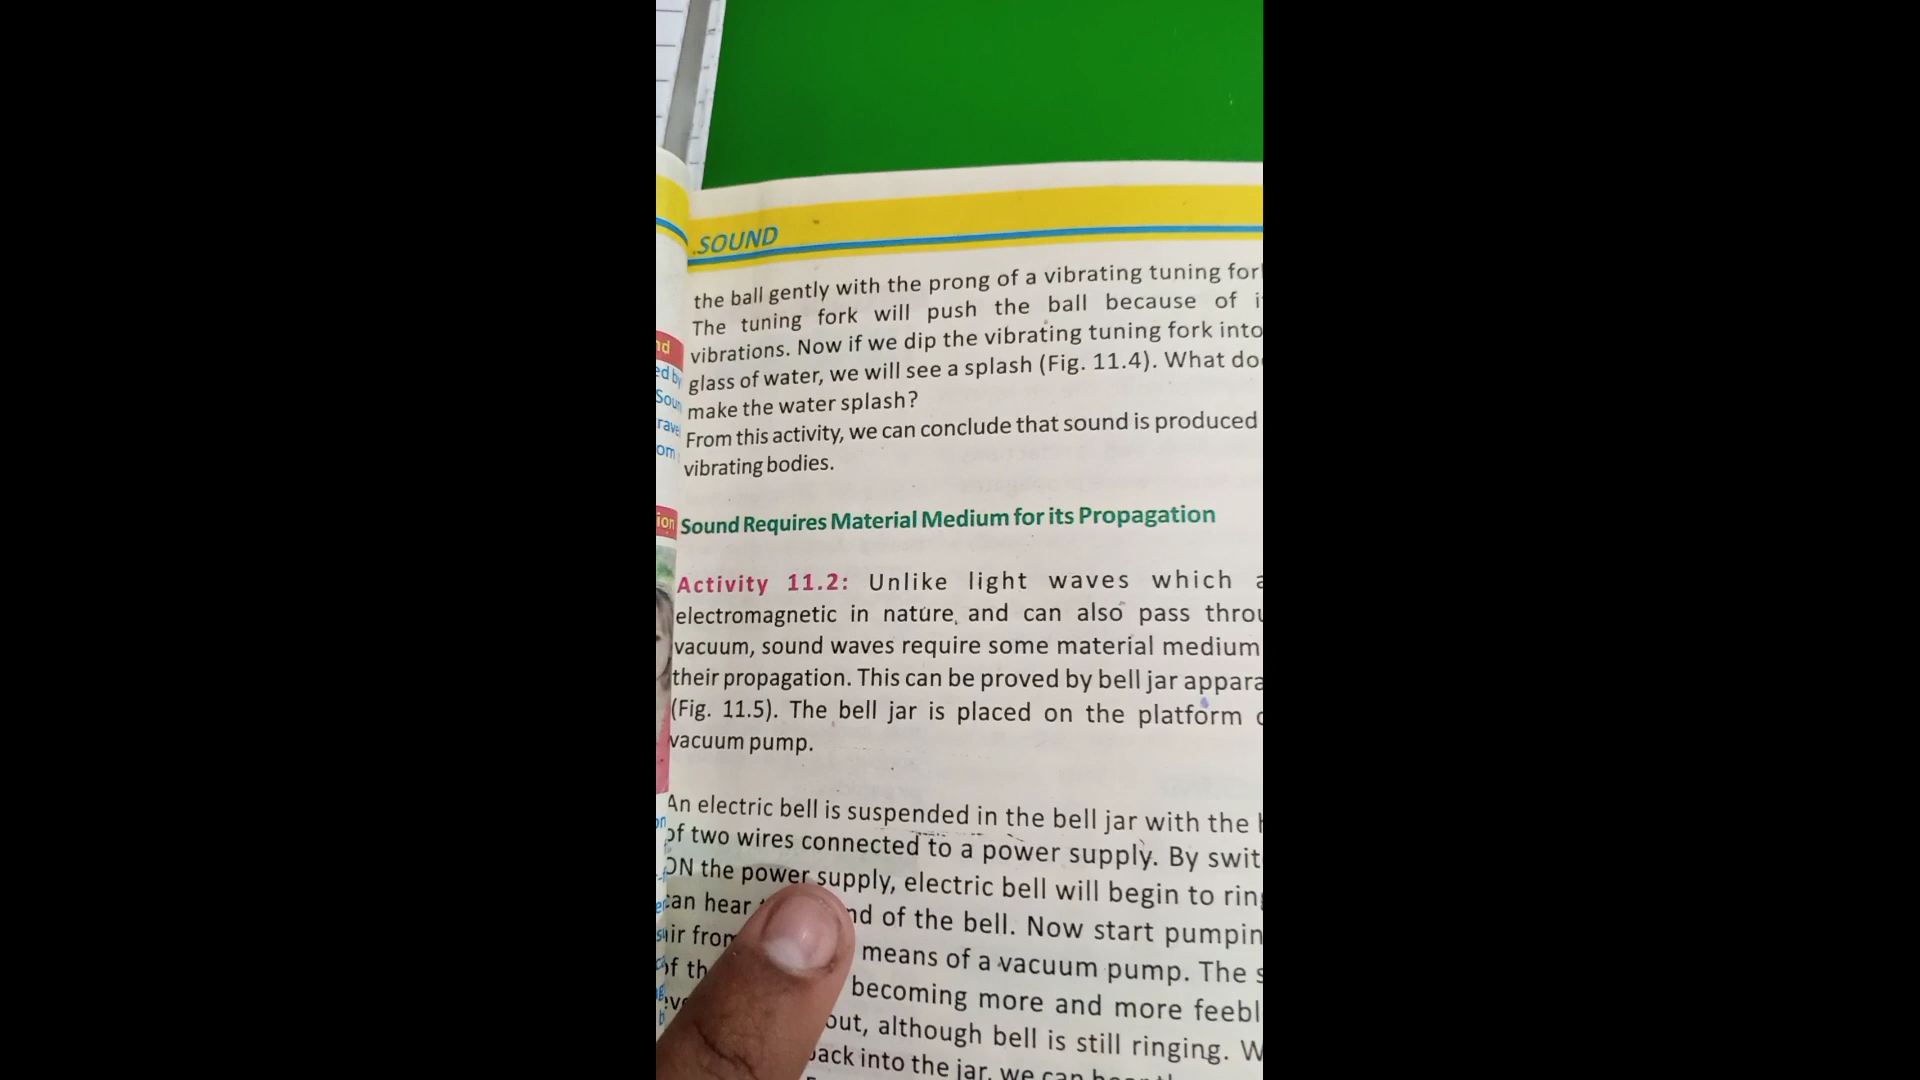 SOUND
the ball gently with the prong of a vibrating tuning
The tuning fork will push the ball because of
vibrations. Now if we dip the vibrating tuning fork into
glass of water, we will see a splash (Fig. 11.4). What
make the water splash?
From this activity, we can conclude that sound is produced
vibrating bodies.
Sound Requires Material Medium for its Propagation
Activity 11.2: Unlike light waves which
electromagnetic in nature, and can also pass
vacuum, sound waves require some material medium
their propagation. This can be proved by bell jar
(Fig. 11.5). The bell jar is placed on the platform
vacuum pump.
An electric bell is suspended in the bell jar with the
of two wires connected to a power supply. By
ON the power supply, electric bell will begin to
can hear of the bell. Now start
means of a vacuum pump. The
becoming more and more
although bell is still ringing.
into the jar, we can